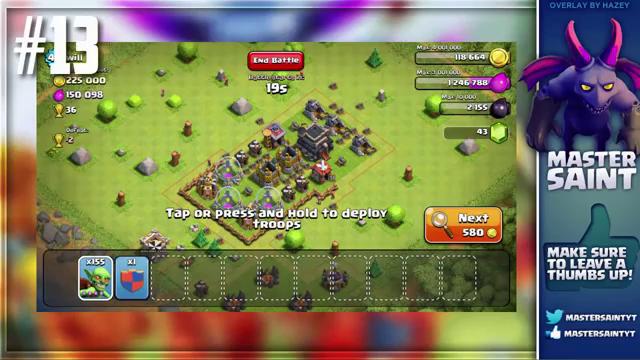 #13
OVERLAY BY HAZEY
will
225 000
150 098
36
-2
End Battle
19s
118 664
1 246 788
2 155
43
Tap or press and hold to deploy
troops
Next
580
x155
x1
MASTER
SAINT
MAKE SURE
TO LEAVE A
THUMBS UP!
MASTERSAINTYT
MASTERSAINTYT